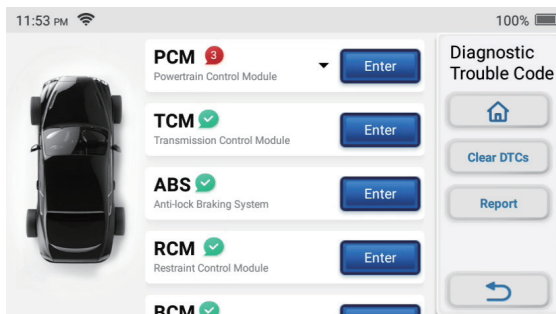 11:53 PM
100%
PCM 3
Powertrain Control Module
Enter
TCM
Transmission Control Module
Enter
ABS
Anti-lock Braking System
Enter
RCM
Restraint Control Module
Enter
BCM
Diagnostic
Trouble Code
Clear DTCs
Report